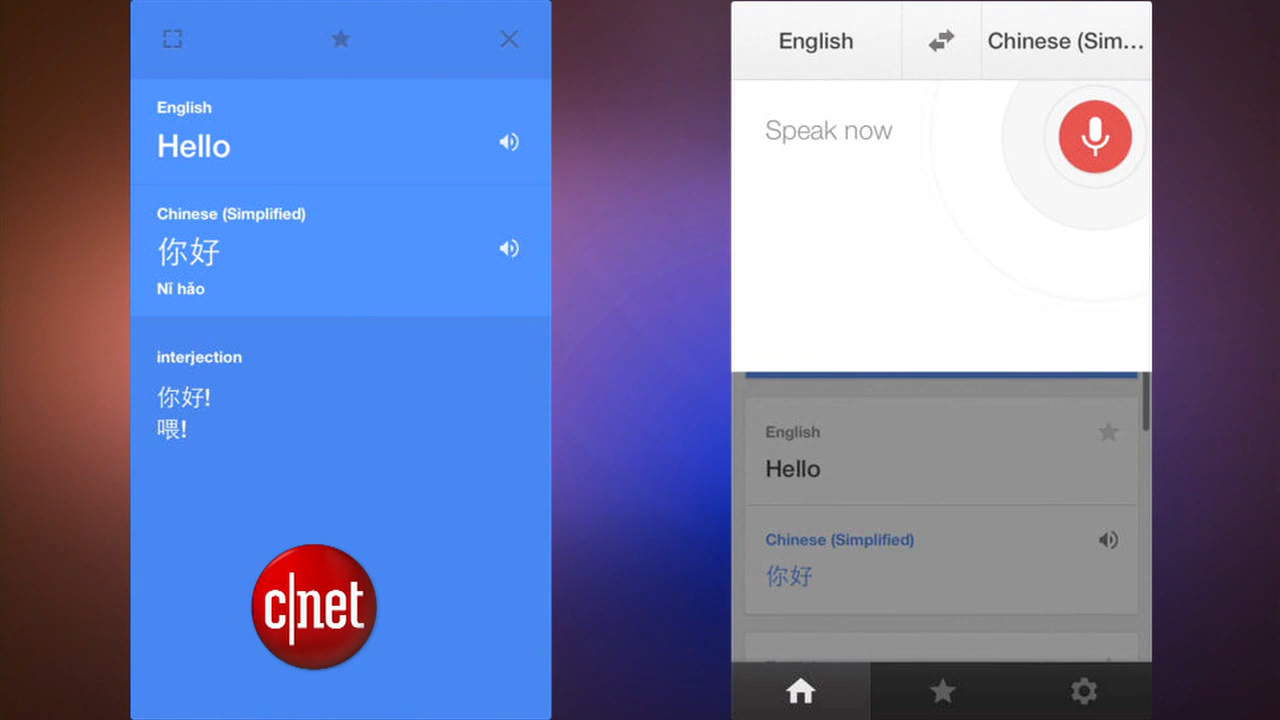 English
Hello
Chinese (Simplified)
你好
Nǐ hǎo
interjection
你好!
喂!
c|net
English
Chinese (Sim...
Speak now
English
Hello
Chinese (Simplified)
你好